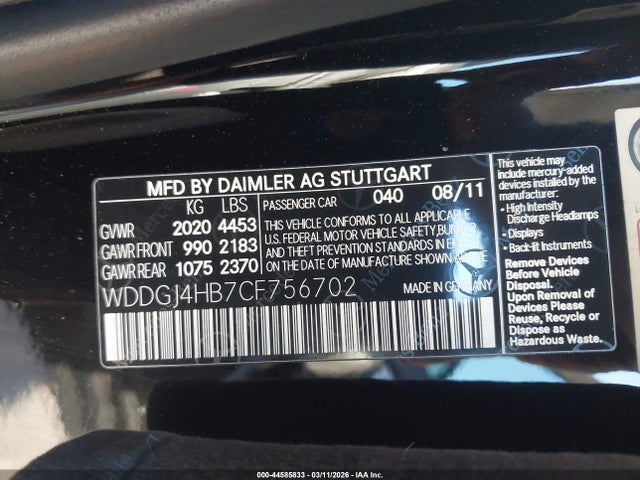 MFD BY DAIMLER AG STUTTGART
KG LBS PASSENGER CAR 040 08/11
GVWR 2020 4453
GAWR FRONT 990 2183
GAWR REAR 1075 2370
THIS VEHICLE CONFORMS TO ALL APPLICABLE
U.S. FEDERAL MOTOR VEHICLE SAFETY, BUMPER
AND THEFT PREVENTION STANDARDS IN EFFECT
ON THE DATE OF MANUFACTURE SHOWN ABOVE
WDDGJ4HB7CF756702 MADE IN GERMANY
This vehicle may
include mercury-added
devices installed by
the manufacturer:
• High Intensity
Discharge Headlamps
• Displays
• Back-lit Instruments
Remove Devices
Before Vehicle
Disposal.
Upon Removal of
Devices Please
Reuse, Recycle or
Dispose as
Hazardous Waste.
000-44585833 | 03/11/2026 | IAA Inc.